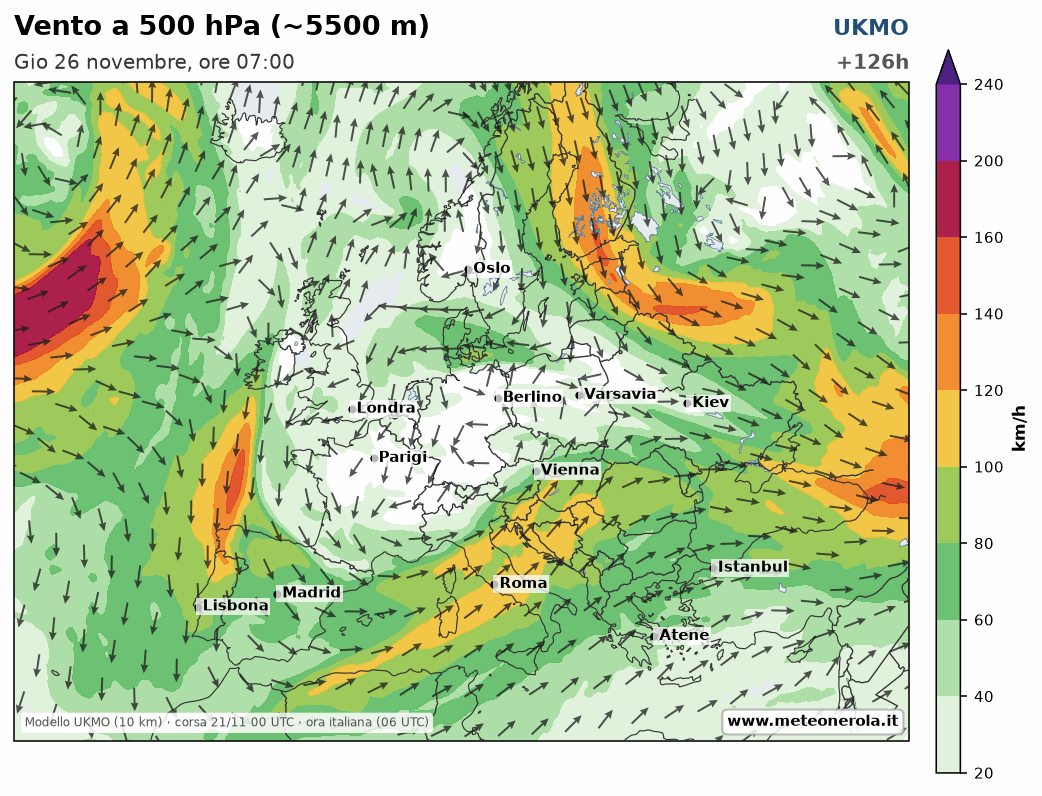 Vento a 500 hPa (~5500 m)
UKMO
Gio 26 novembre, ore 07:00
+126h
240
200
160
140
120
100
80
60
40
20
km/h
Oslo
Londra
Berlino
Varsavia
Kiev
Parigi
Vienna
Roma
Istanbul
Madrid
Lisbona
Atene
Modello UKMO (10 km) · corsa 21/11 00 UTC · ora italiana (06 UTC)
www.meteonerola.it